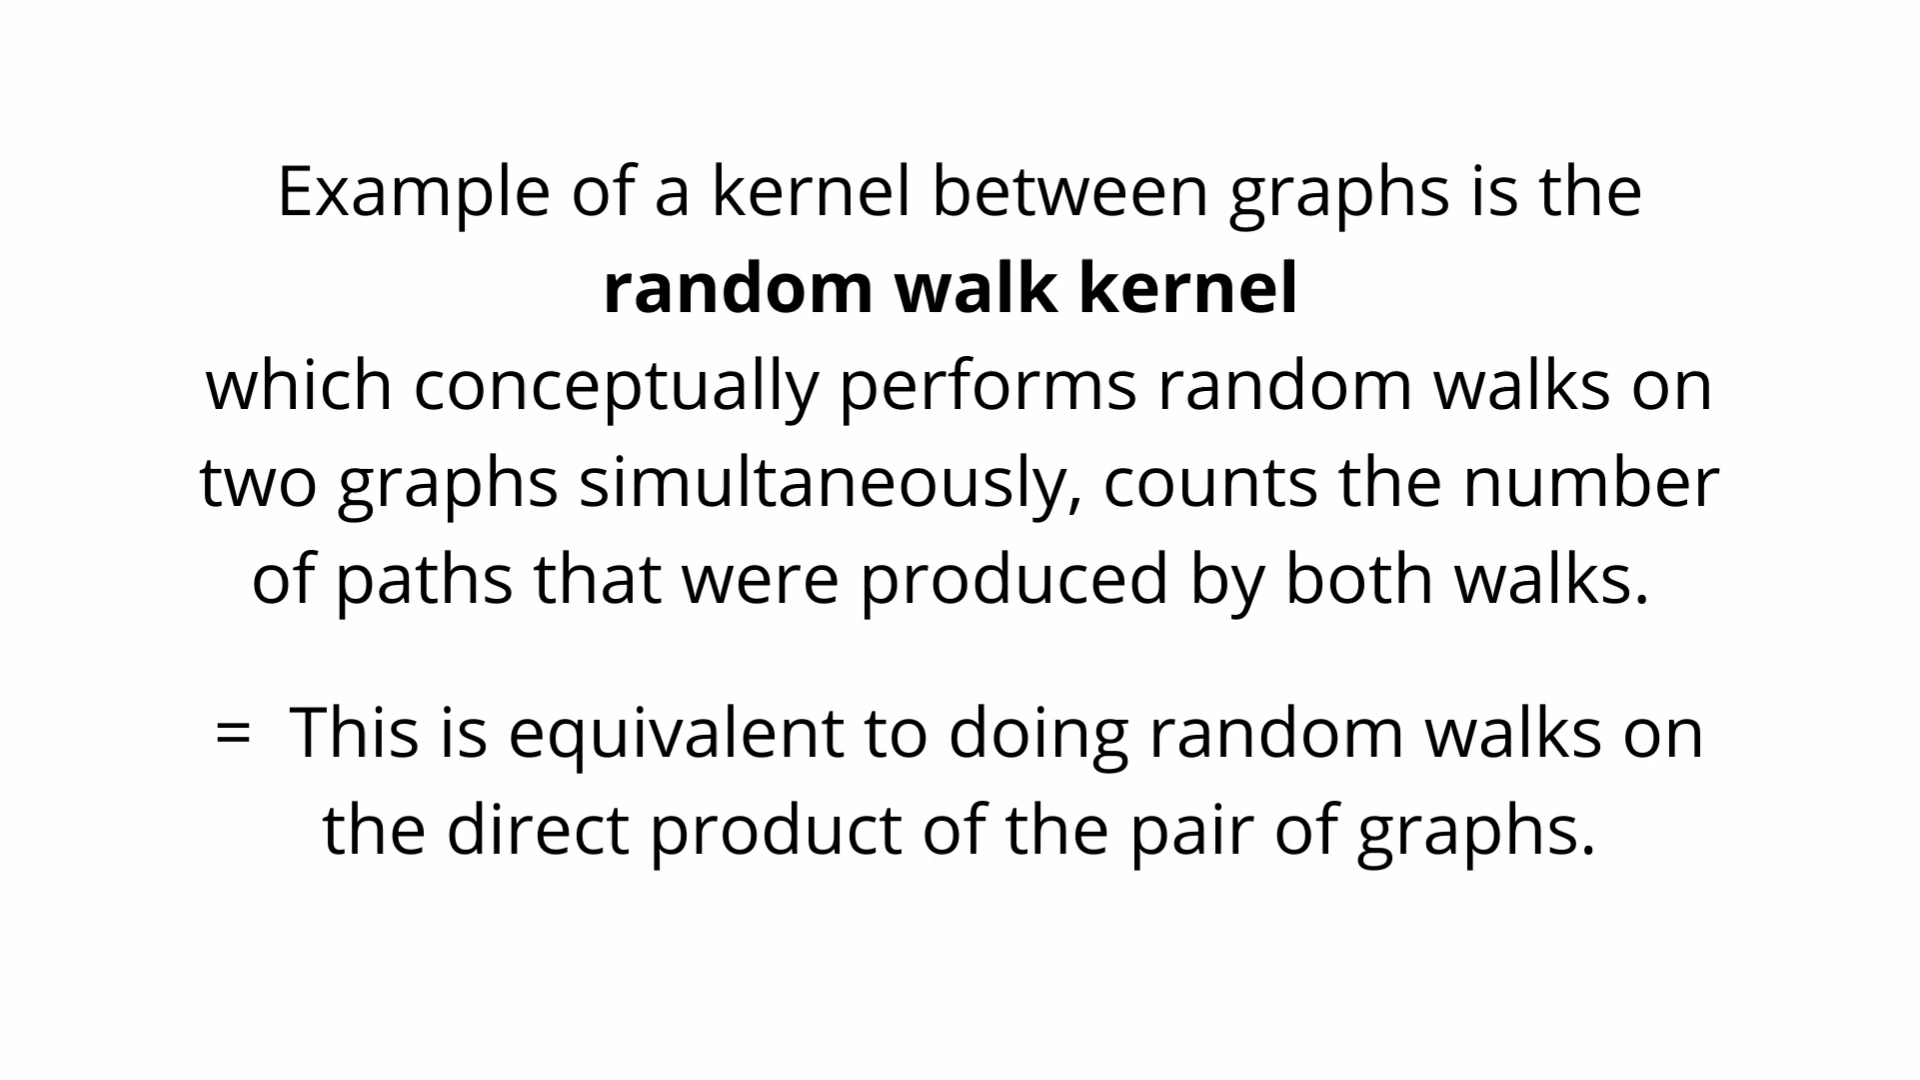 Example of a kernel between graphs is the
random walk kernel
which conceptually performs random walks on
two graphs simultaneously, counts the number
of paths that were produced by both walks.
= This is equivalent to doing random walks on
the direct product of the pair of graphs.